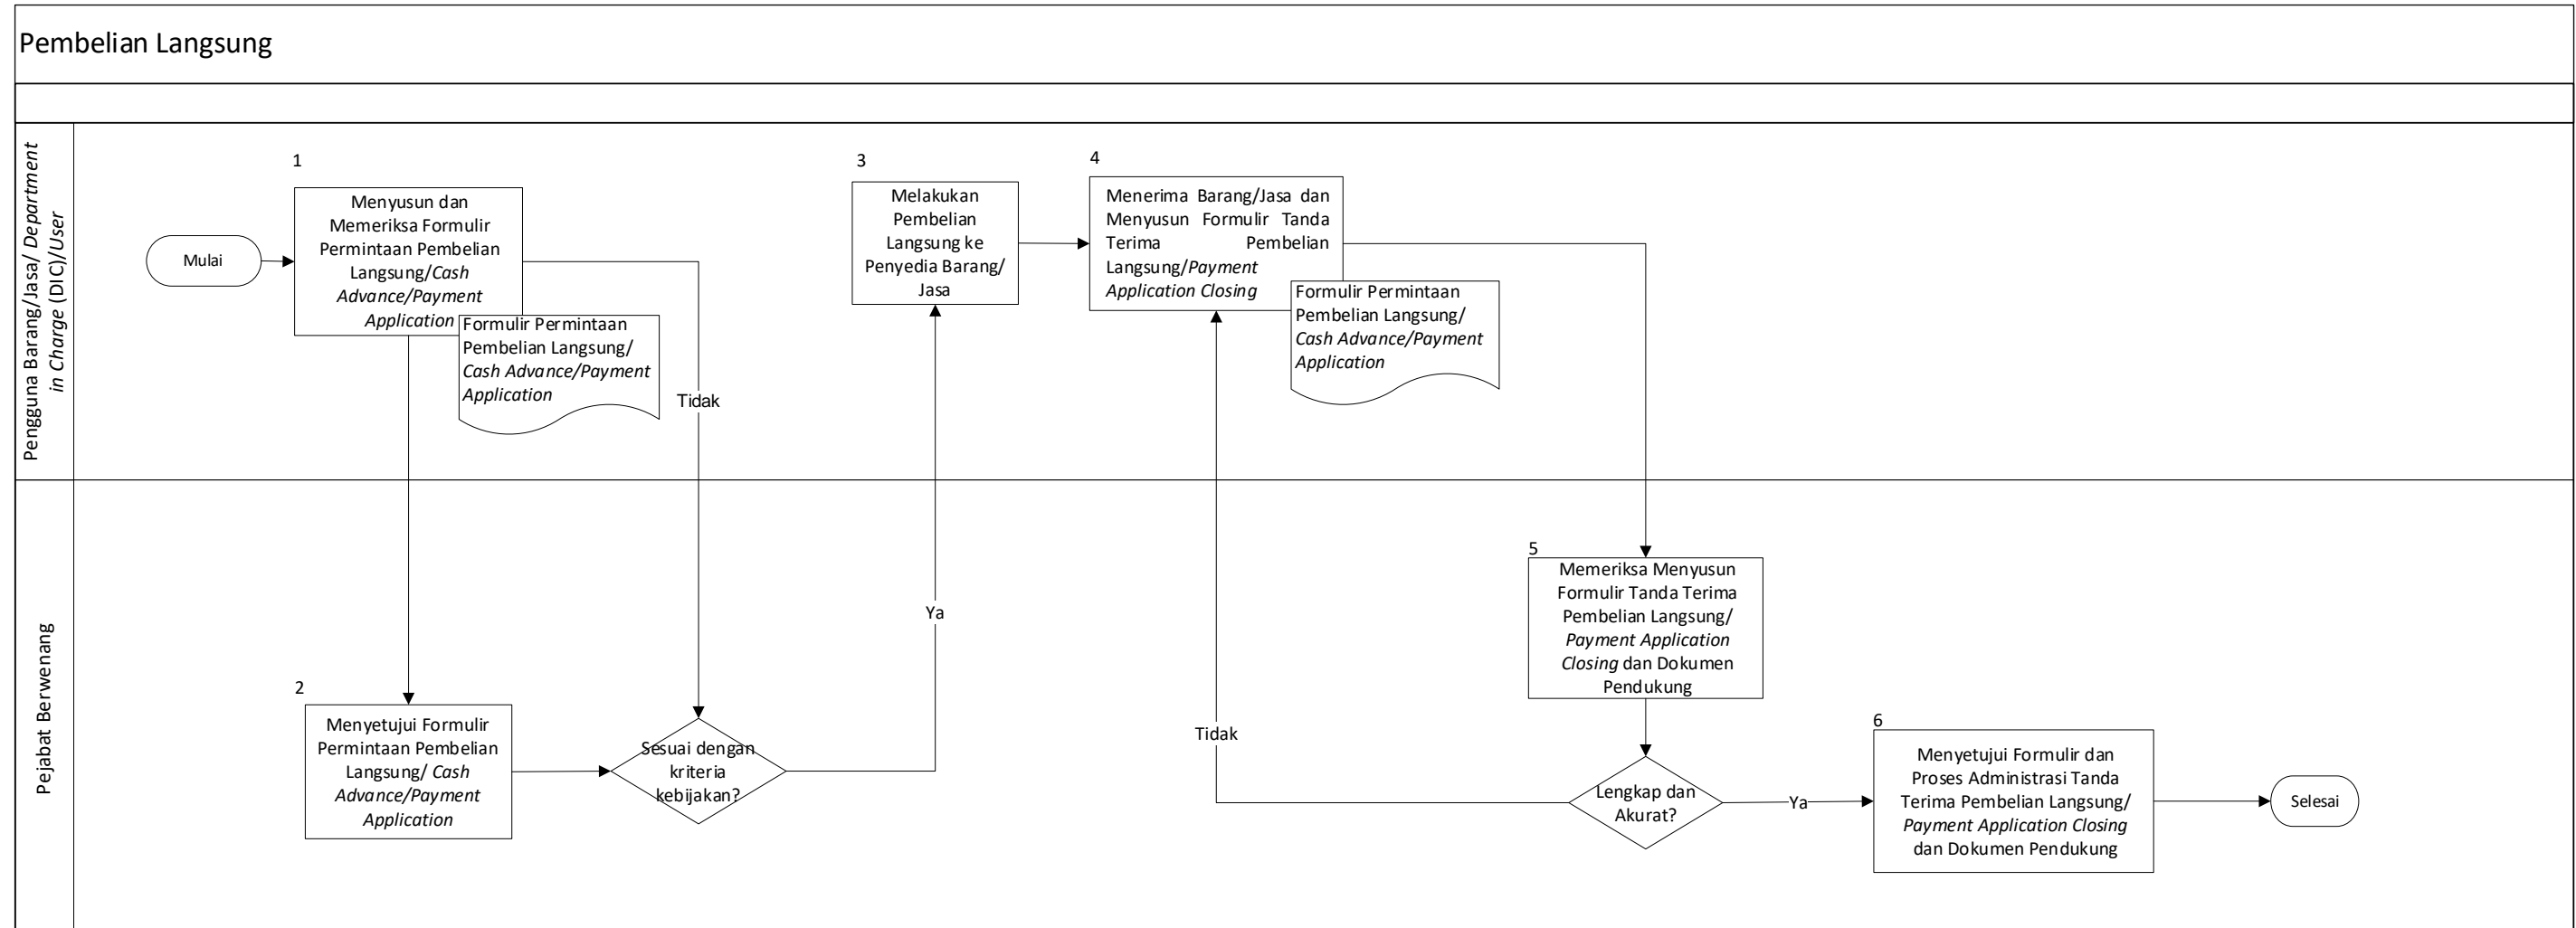 Pembelian Langsung
Pengguna Barang/Jasa/ Department
in Charge (DIC)/User
Mulai
1
Menyusun dan
Memeriksa Formulir
Permintaan Pembelian
Langsung/Cash
Advance/Payment
Application
Formulir Permintaan
Pembelian Langsung/
Cash Advance/Payment
Application
Tidak
3
Melakukan
Pembelian
Langsung ke
Penyedia Barang/
Jasa
4
Menerima Barang/Jasa dan
Menyusun Formulir Tanda
Terima Pembelian
Langsung/Payment
Application Closing
Formulir Permintaan
Pembelian Langsung/
Cash Advance/Payment
Application
Pejabat Berwenang
2
Menyetujui Formulir
Permintaan Pembelian
Langsung/ Cash
Advance/Payment
Application
Sesuai dengan
kriteria
kebijakan?
Ya
Tidak
5
Memeriksa Menyusun
Formulir Tanda Terima
Pembelian Langsung/
Payment Application
Closing dan Dokumen
Pendukung
Lengkap dan
Akurat?
Ya
6
Menyetujui Formulir dan
Proses Administrasi Tanda
Terima Pembelian Langsung/
Payment Application Closing
dan Dokumen Pendukung
Selesai